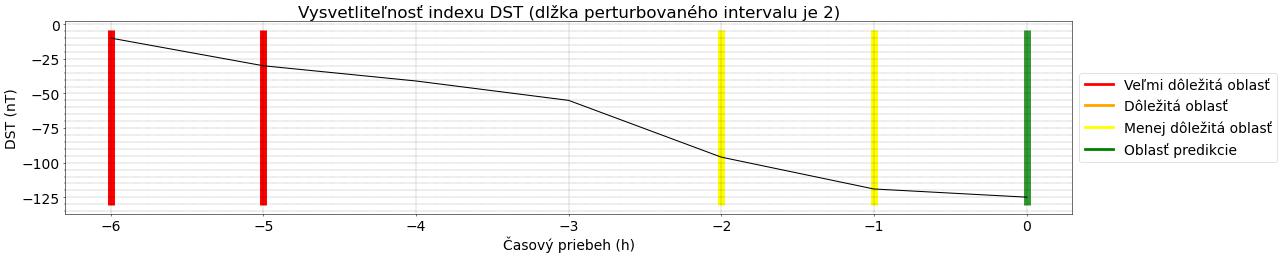 Vysvetliteľnosť indexu DST (dlžka perturbovaného intervalu je 2)
DST (nT)
0
−25
−50
−75
−100
−125
−6 −5 −4 −3 −2 −1 0
Časový priebeh (h)
Veľmi dôležitá oblasť
Dôležitá oblasť
Menej dôležitá oblasť
Oblasť predikcie